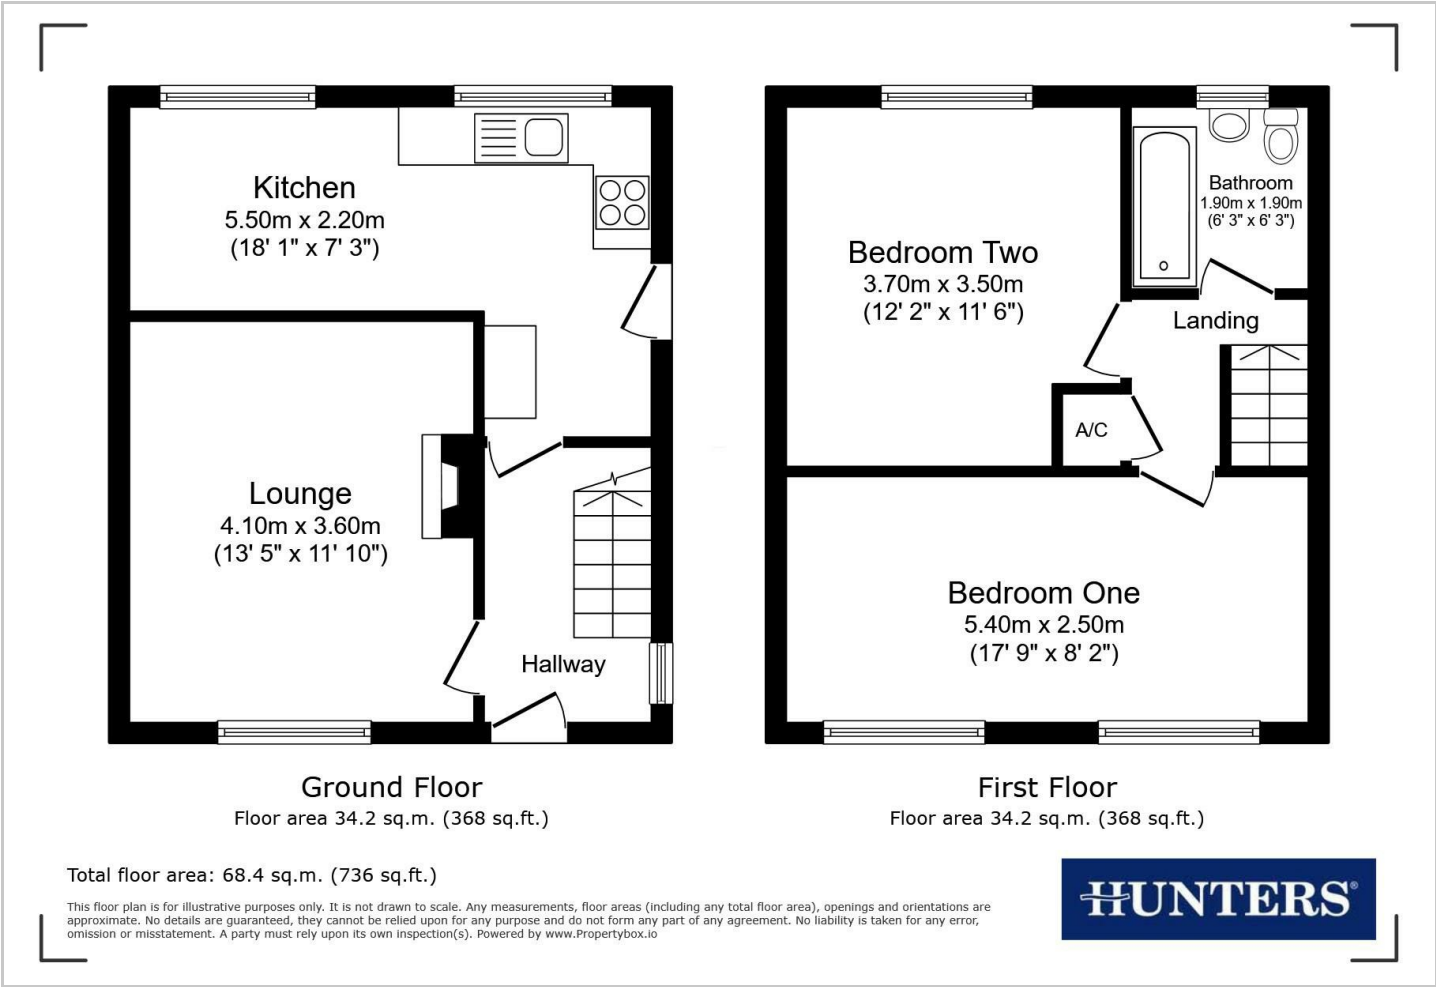 Kitchen
5.50m x 2.20m
(18' 1" x 7' 3")
Lounge
4.10m x 3.60m
(13' 5" x 11' 10")
Hallway
Ground Floor
Floor area 34.2 sq.m. (368 sq.ft.)
Bedroom Two
3.70m x 3.50m
(12' 2" x 11' 6")
Bathroom
1.90m x 1.90m
(6' 3" x 6' 3")
Landing
A/C
Bedroom One
5.40m x 2.50m
(17' 9" x 8' 2")
First Floor
Floor area 34.2 sq.m. (368 sq.ft.)
Total floor area: 68.4 sq.m. (736 sq.ft.)
This floor plan is for illustrative purposes only. It is not drawn to scale. Any measurements, floor areas (including any total floor area), openings and orientations are
approximate. No details are guaranteed, they cannot be relied upon for any purpose and do not form any part of any agreement. No liability is taken for any error,
omission or misstatement. A party must rely upon its own inspection(s). Powered by www.Propertybox.io
HUNTERS®